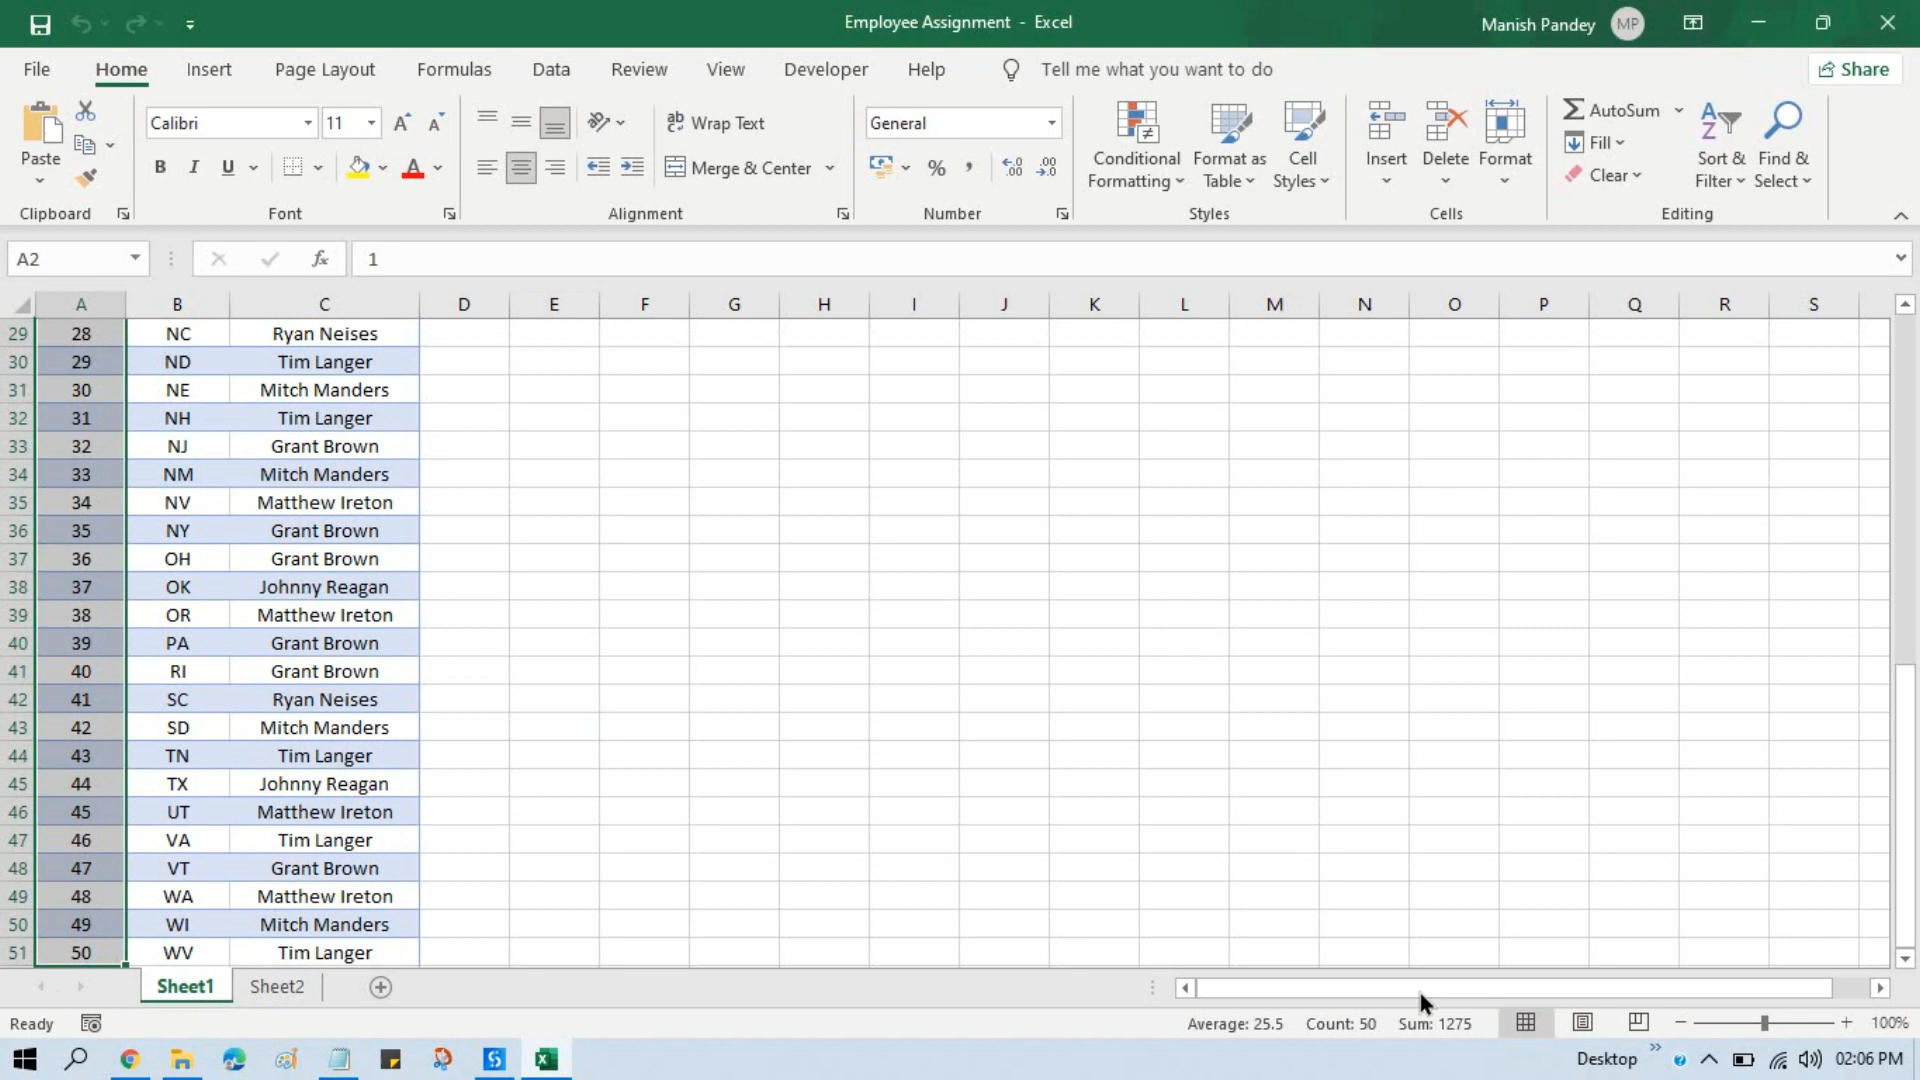 Employee Assignment - Excel
Manish Pandey MP
File Home Insert Page Layout Formulas Data Review View Developer Help Tell me what you want to do Share
Paste
Clipboard
Calibri 11
B I U A
Font
ab Wrap Text
Merge & Center
Alignment
General
% , .00
Number
Conditional Formatting
Format as Table
Cell Styles
Styles
Insert Delete Format
Cells
AutoSum
Fill
Clear
Sort & Filter
Find & Select
Editing
A2 fx 1
A B C D E F G H I J K L M N O P Q R S
29 28 NC Ryan Neises
30 29 ND Tim Langer
31 30 NE Mitch Manders
32 31 NH Tim Langer
33 32 NJ Grant Brown
34 33 NM Mitch Manders
35 34 NV Matthew Ireton
36 35 NY Grant Brown
37 36 OH Grant Brown
38 37 OK Johnny Reagan
39 38 OR Matthew Ireton
40 39 PA Grant Brown
41 40 RI Grant Brown
42 41 SC Ryan Neises
43 42 SD Mitch Manders
44 43 TN Tim Langer
45 44 TX Johnny Reagan
46 45 UT Matthew Ireton
47 46 VA Tim Langer
48 47 VT Grant Brown
49 48 WA Matthew Ireton
50 49 WI Mitch Manders
51 50 WV Tim Langer
Sheet1 Sheet2
Ready Average: 25.5 Count: 50 Sum: 1275 100%
Desktop 02:06 PM